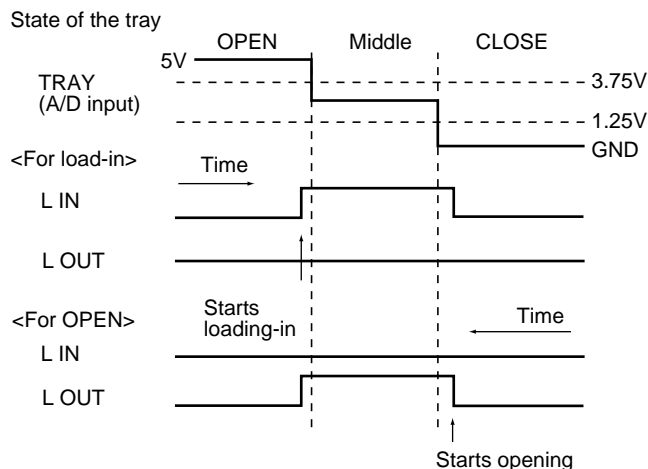 State of the tray
OPEN Middle CLOSE
5V
TRAY
(A/D input)
3.75V
1.25V
GND
<For load-in>
Time
L IN
L OUT
Starts
loading-in
<For OPEN>
Time
L IN
L OUT
Starts opening